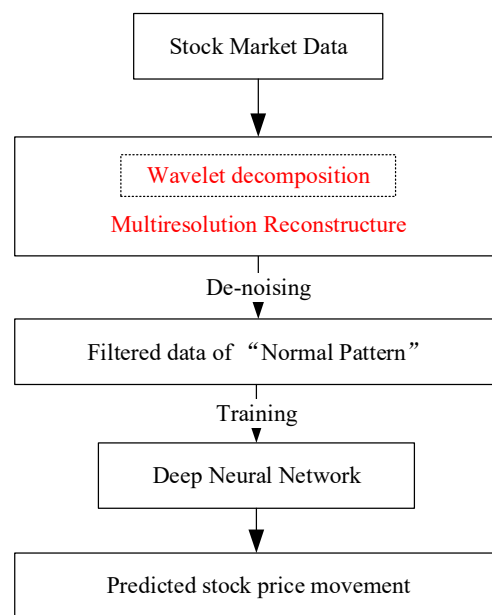 Stock Market Data
Wavelet decomposition
Multiresolution Reconstructure
De-noising
Filtered data of “Normal Pattern”
Training
Deep Neural Network
Predicted stock price movement